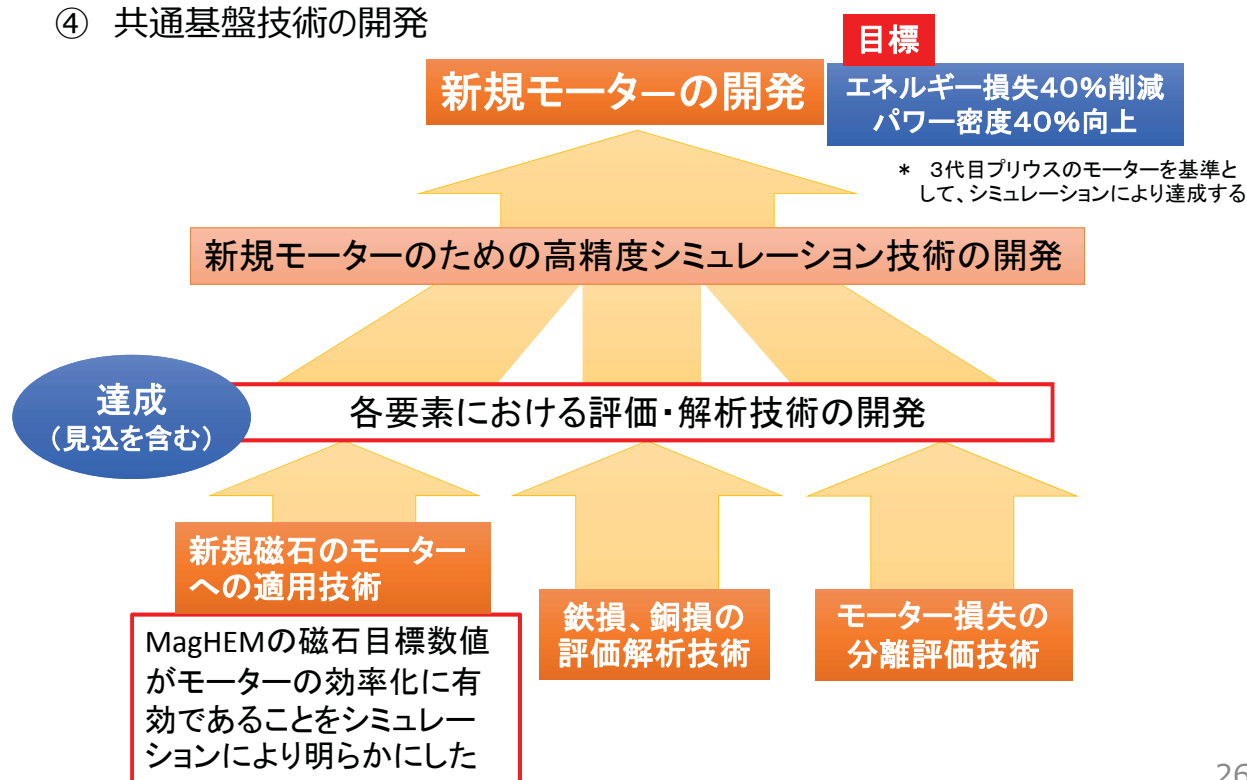 ④ 共通基盤技術の開発
目標
新規モーターの開発
エネルギー損失40%削減
パワー密度40%向上
* 3代目プリウスのモーターを基準と
して、シミュレーションにより達成する
新規モーターのための高精度シミュレーション技術の開発
達成
(見込を含む)
各要素における評価・解析技術の開発
新規磁石のモーター
への適用技術
MagHEMの磁石目標数値
がモーターの効率化に有
効であることをシミュレー
ションにより明らかにした
鉄損、銅損の
評価解析技術
モーター損失の
分離評価技術
26